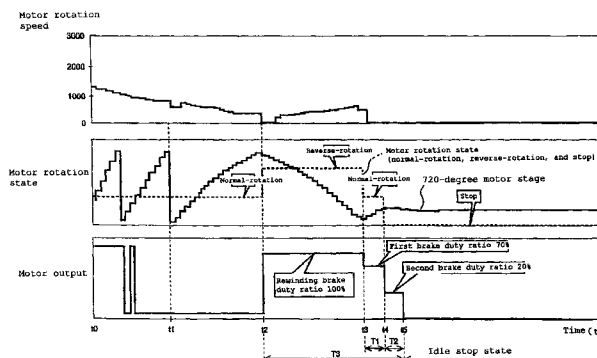 Motor rotation
speed
3000
2000
1000
0
Motor rotation
state
Reverse-rotation
Motor rotation state
(normal-rotation, reverse-rotation, and stop)
Normal-rotation
Normal-rotation
720-degree motor stage
Stop
Motor output
First brake duty ratio 70%
Rewinding brake
duty ratio 100%
Second brake duty ratio 20%
t0
t1
t2
t3
t4
t5
Time(t
T1
T2
T3
Idle stop state